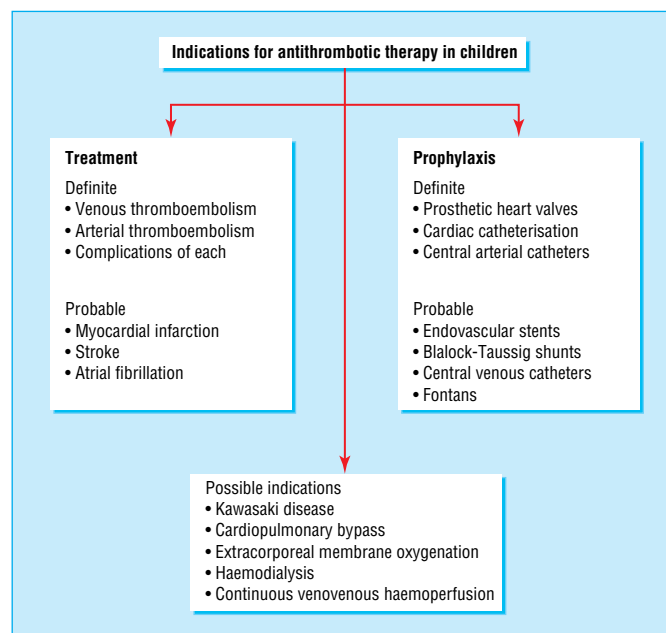 Indications for antithrombotic therapy in children
Treatment
Definite
• Venous thromboembolism
• Arterial thromboembolism
• Complications of each
Probable
• Myocardial infarction
• Stroke
• Atrial fibrillation
Prophylaxis
Definite
• Prosthetic heart valves
• Cardiac catheterisation
• Central arterial catheters
Probable
• Endovascular stents
• Blalock-Taussig shunts
• Central venous catheters
• Fontans
Possible indications
• Kawasaki disease
• Cardiopulmonary bypass
• Extracorporeal membrane oxygenation
• Haemodialysis
• Continuous venovenous haemoperfusion